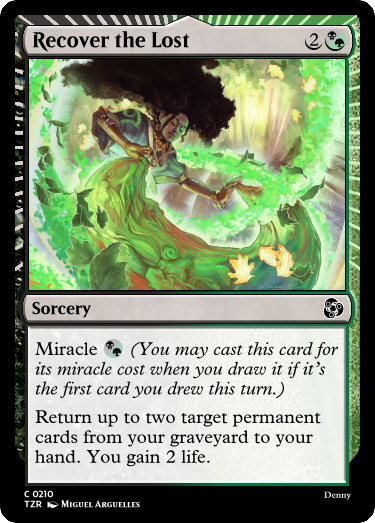 Recover the Lost 2
Sorcery
Miracle (You may cast this card for
its miracle cost when you draw it if it's
the first card you drew this turn.)
Return up to two target permanent
cards from your graveyard to your
hand. You gain 2 life.
C 0210
Denny
TZR Miguel Arguelles